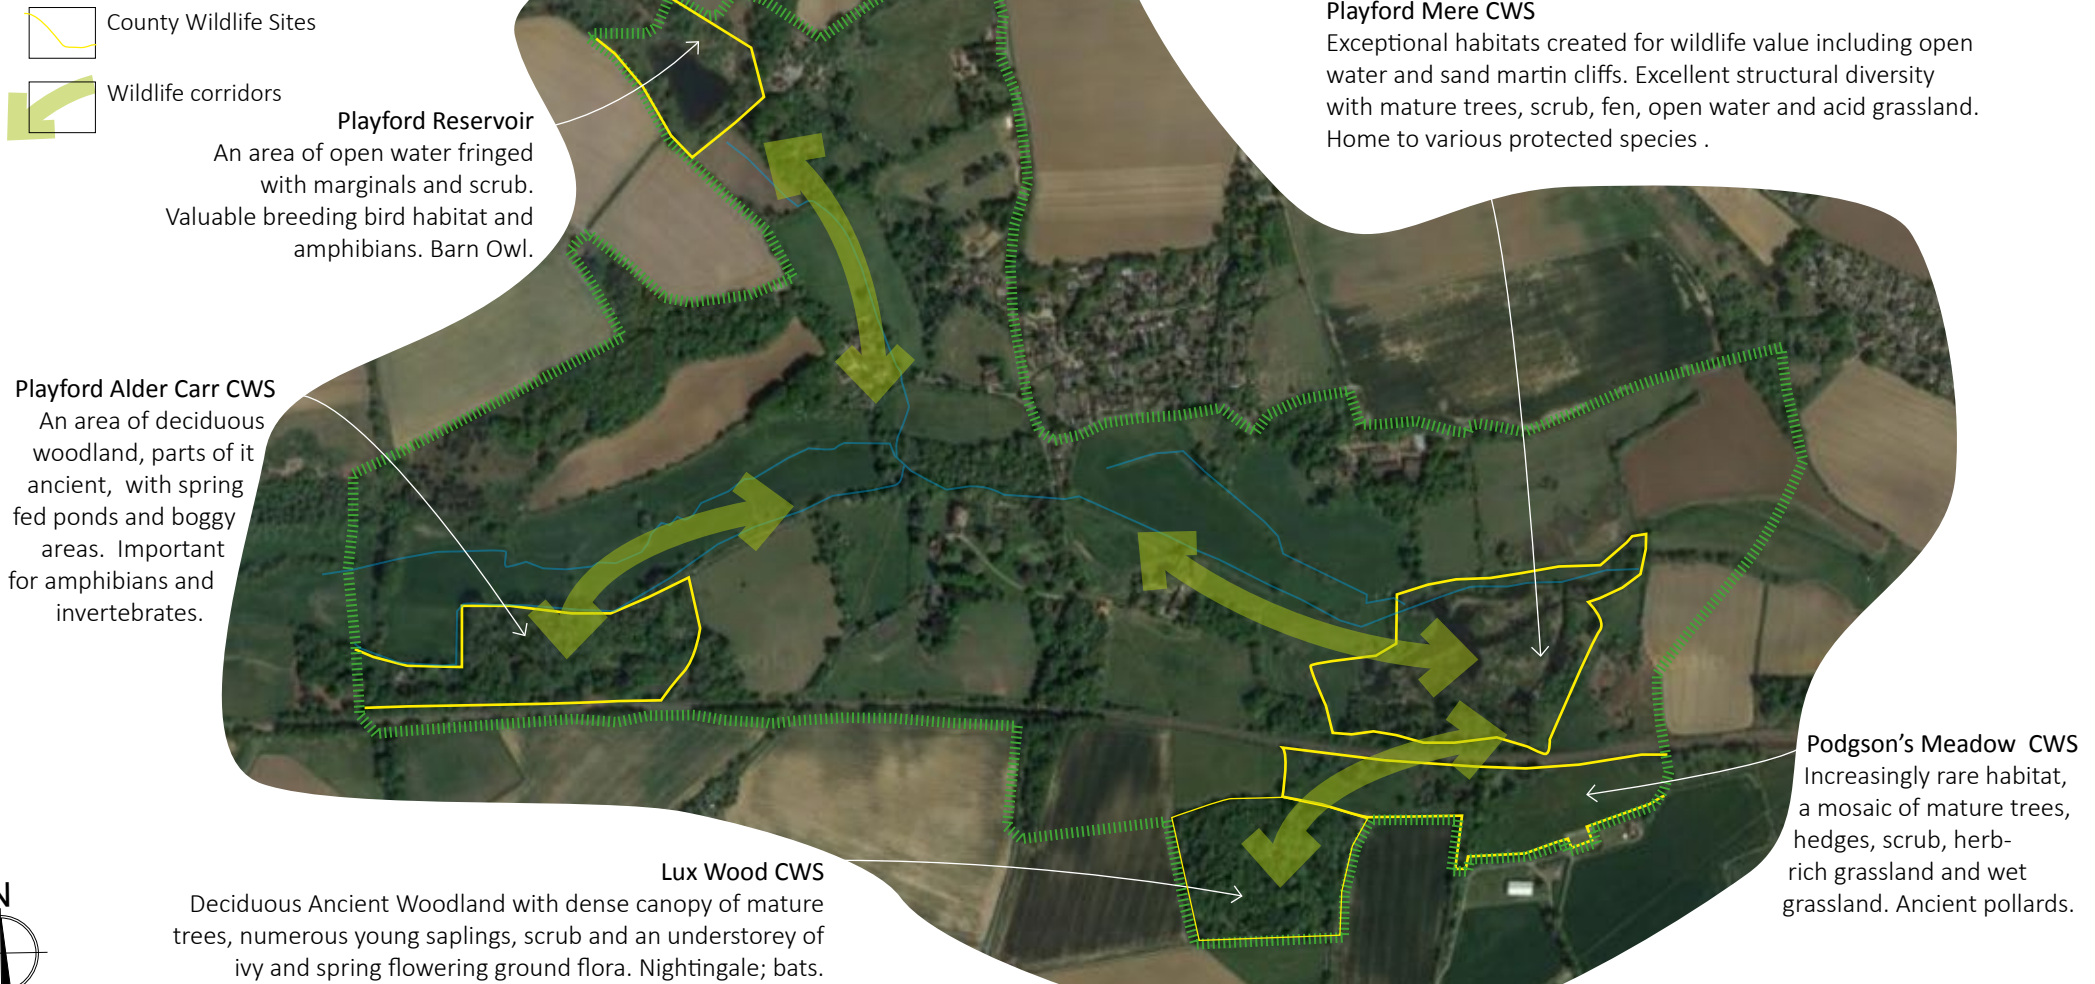 County Wildlife Sites
Wildlife corridors
Playford Reservoir
An area of open water fringed
with marginals and scrub.
Valuable breeding bird habitat and
amphibians. Barn Owl.
Playford Mere CWS
Exceptional habitats created for wildlife value including open
water and sand martin cliffs. Excellent structural diversity
with mature trees, scrub, fen, open water and acid grassland.
Home to various protected species .
Playford Alder Carr CWS
An area of deciduous
woodland, parts of it
ancient, with spring
fed ponds and boggy
areas. Important
for amphibians and
invertebrates.
Podgson’s Meadow CWS
Increasingly rare habitat,
a mosaic of mature trees,
hedges, scrub, herb-
rich grassland and wet
grassland. Ancient pollards.
Lux Wood CWS
Deciduous Ancient Woodland with dense canopy of mature
trees, numerous young saplings, scrub and an understorey of
ivy and spring flowering ground flora. Nightingale; bats.
N